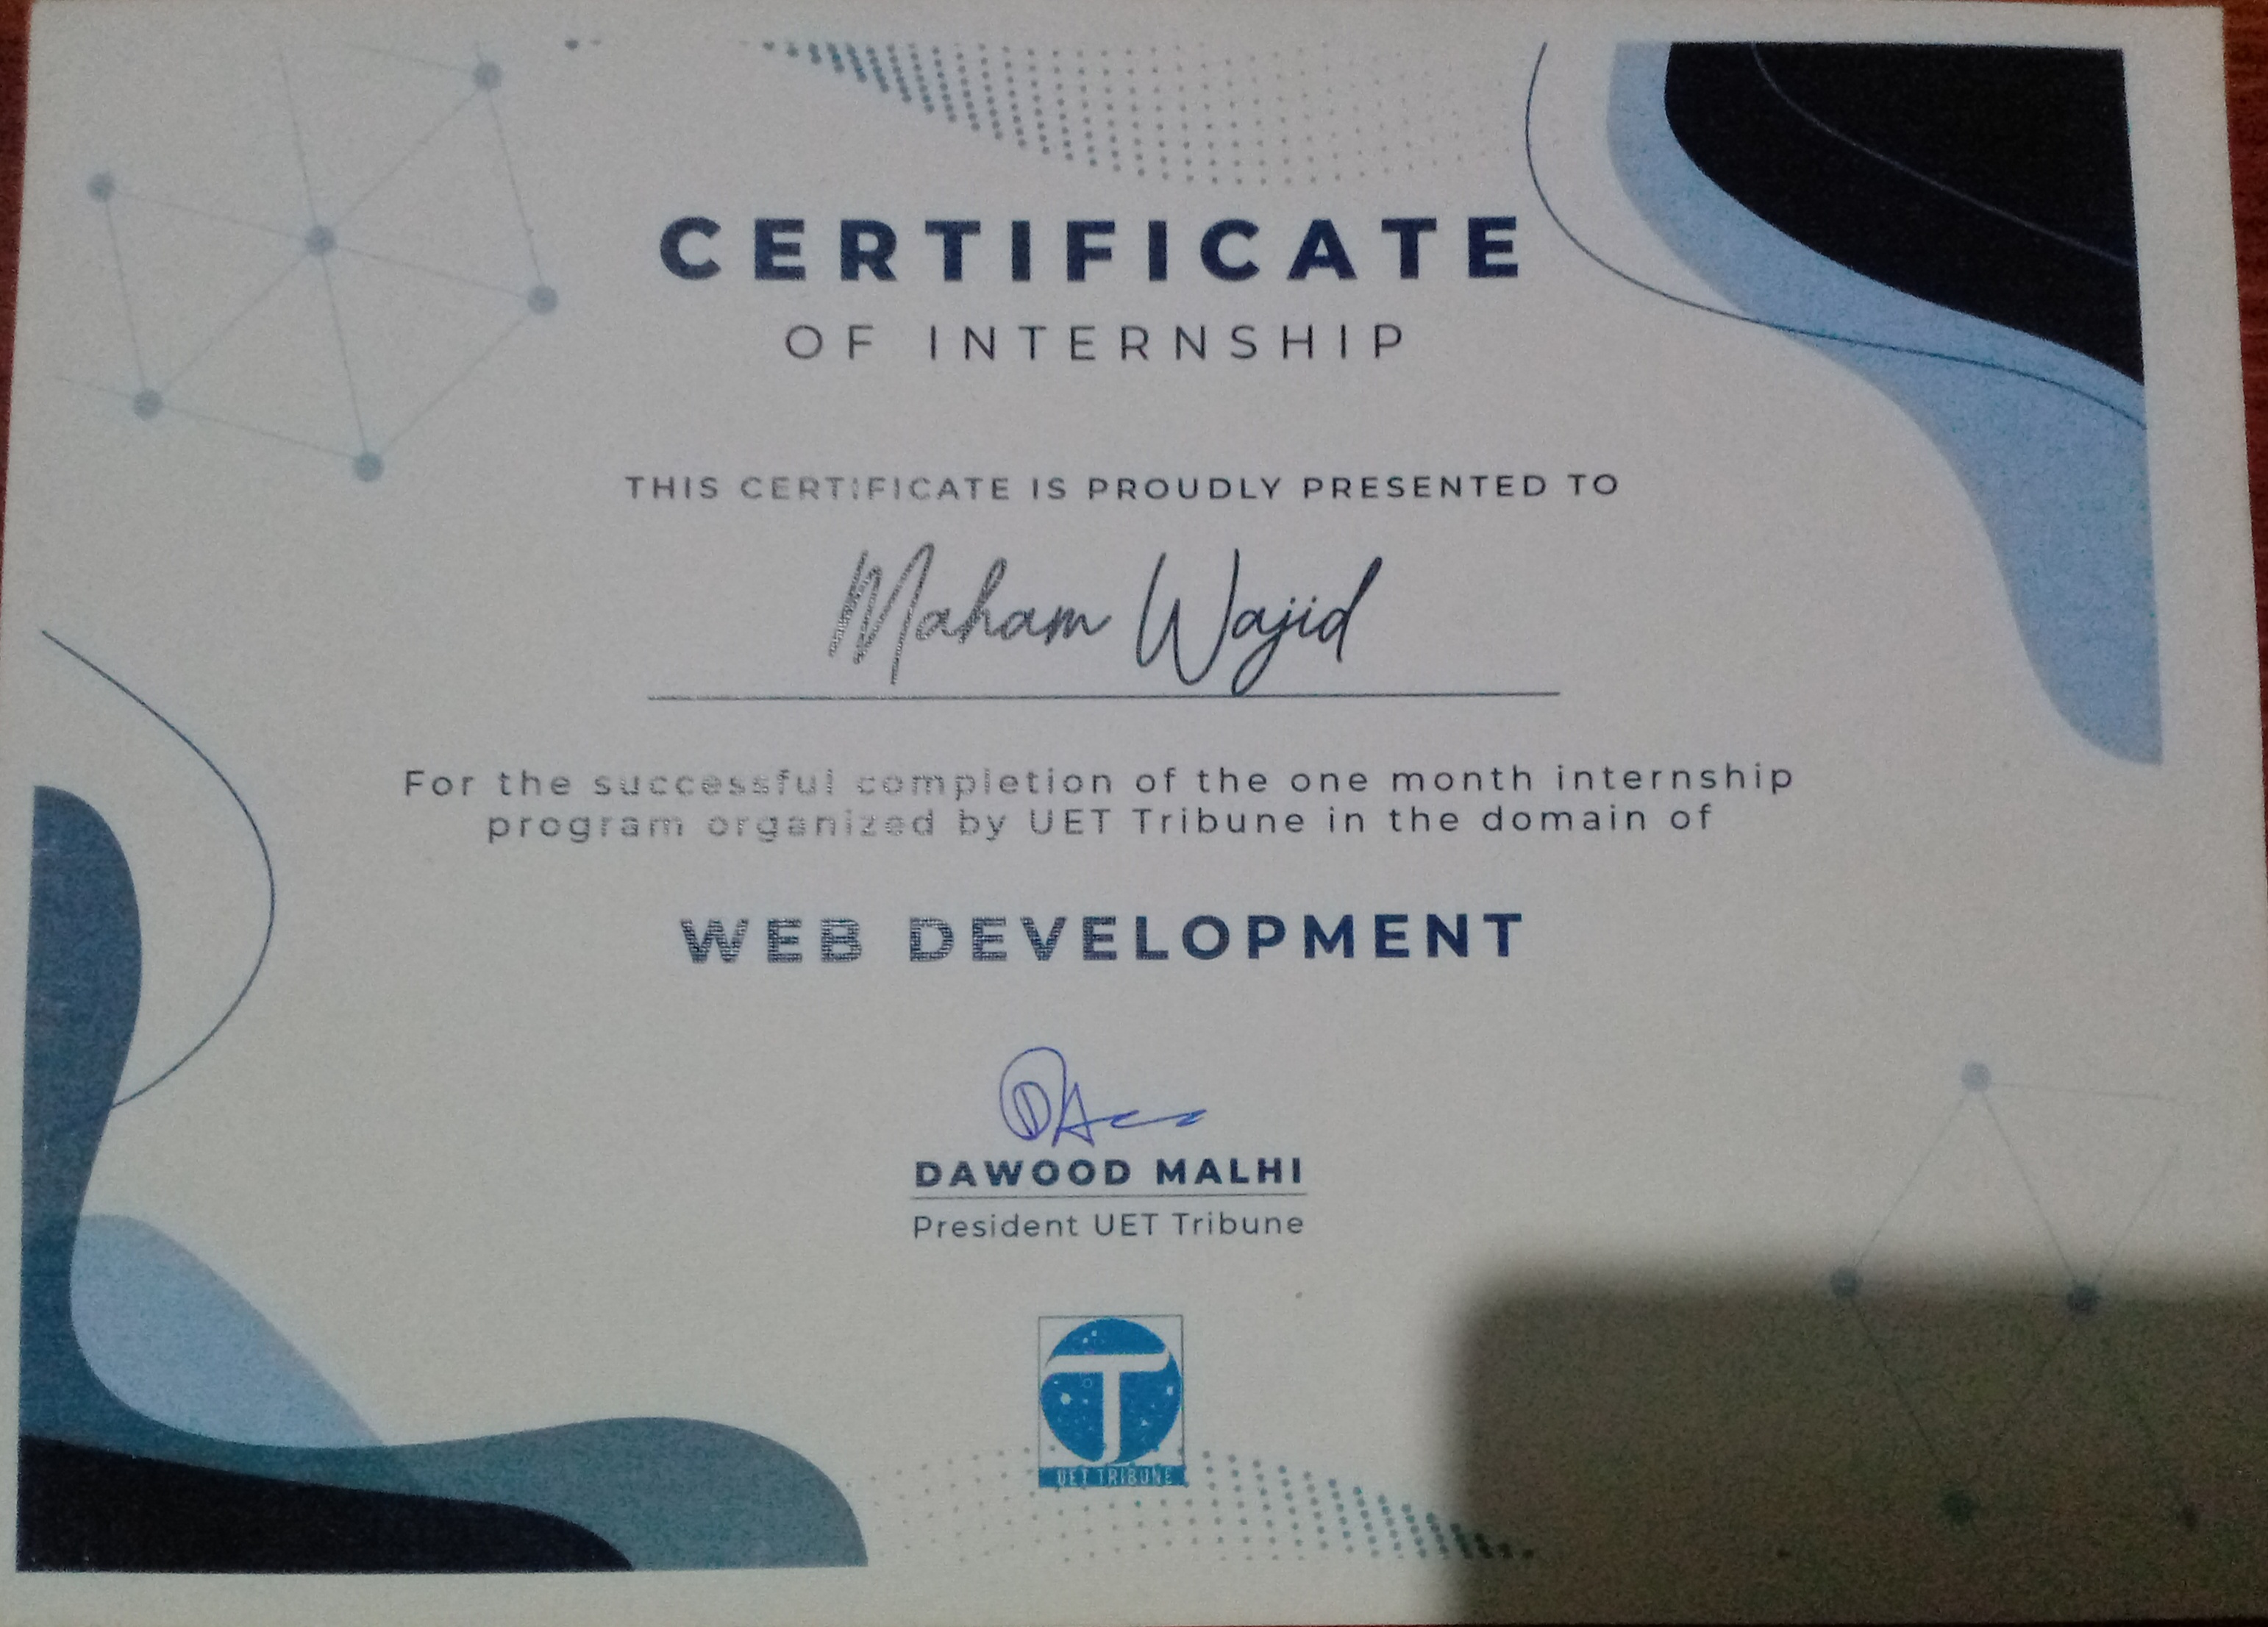 CERTIFICATE
OF INTERNSHIP
THIS CERTIFICATE IS PROUDLY PRESENTED TO
Maham Wajid
For the successful completion of the one month internship
program organized by UET Tribune in the domain of
WEB DEVELOPMENT
DAWOOD MALHI
President UET Tribune
T
UET TRIBUNE